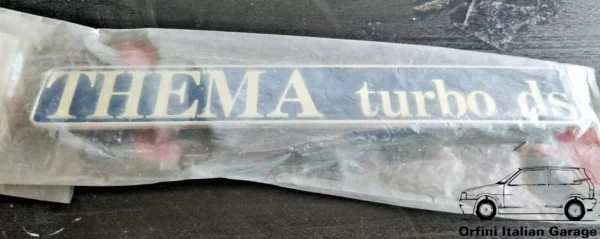 THEMA turbo ds
Orfini Italian Garage